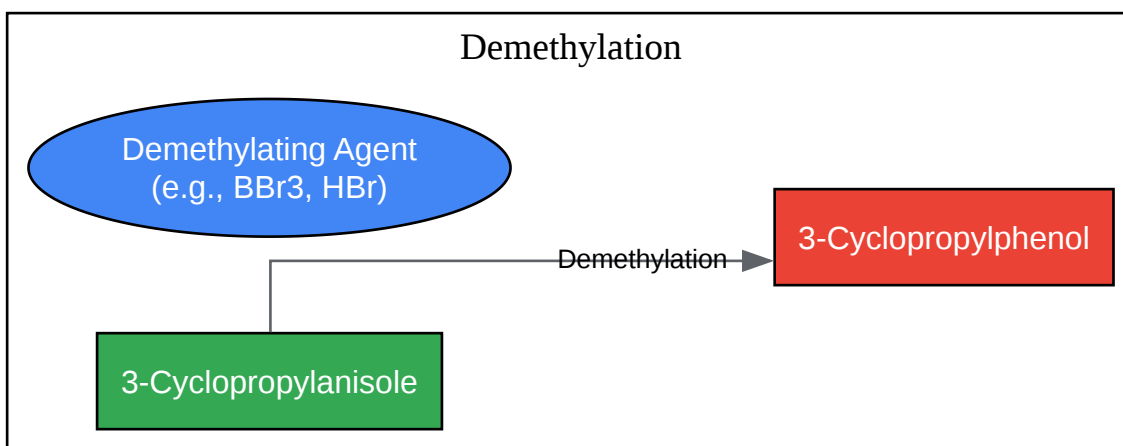 Demethylation
Demethylating Agent
(e.g., BBr3, HBr)
3-Cyclopropylphenol
Demethylation
3-Cyclopropylanisole